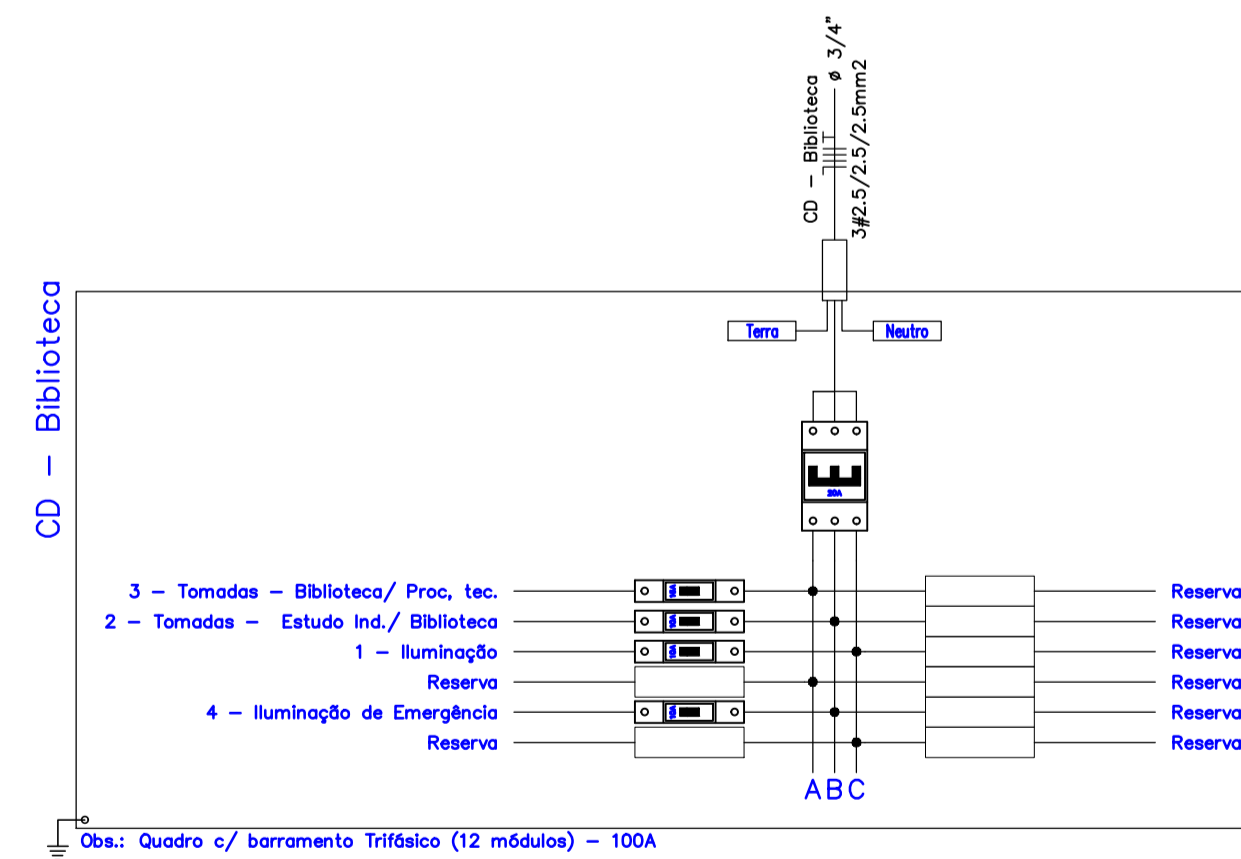 CD - Biblioteca
ø 3/4"
3#2.5/2.5/2.5mm2
CD - Biblioteca
Terra
Neutro
20A
3 - Tomadas - Biblioteca/ Proc, tec.
Reserva
2 - Tomadas - Estudo Ind./ Biblioteca
Reserva
1 - Iluminação
Reserva
Reserva
Reserva
4 - Iluminação de Emergência
Reserva
Reserva
Reserva
A B C
Obs.: Quadro c/ barramento Trifásico (12 módulos) - 100A